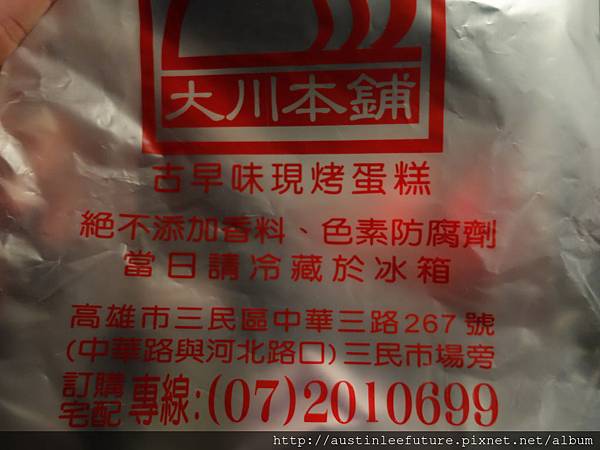 大川本舖
古早味現烤蛋糕
絕不添加香料、色素防腐劑
當日請冷藏於冰箱
高雄市三民區中華三路267號
(中華路與河北路口)三民市場旁
訂購宅配專線:(07)2010699
http://austinleefuture.pixnet.net/album